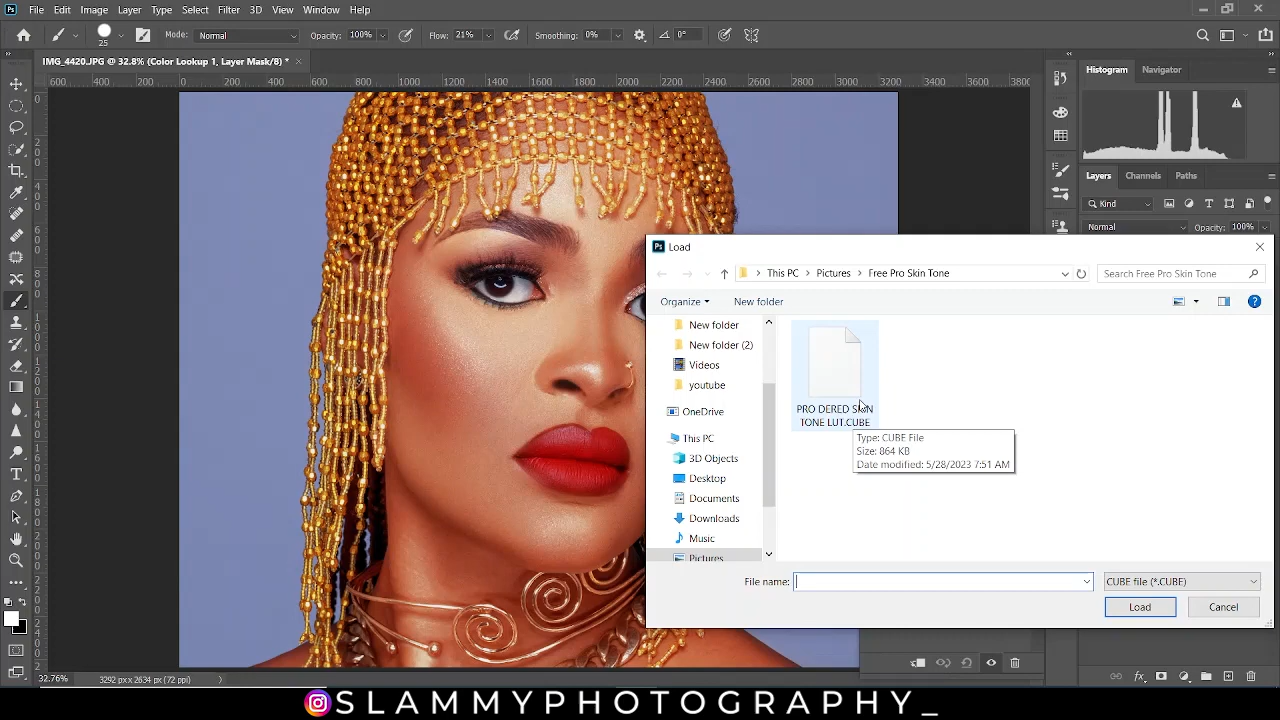 File Edit Image Layer Type Select Filter 3D View Window Help
25 Mode: Normal Opacity: 100% Flow: 21% Smoothing: 0% 0°
IMG_4420.JPG @ 32.8% (Color Lookup 1, Layer Mask/8) *
Histogram Navigator
600 400 200 0 200 400 600 800 1000 1200 1400 1600 1800 2000 2200 2400 2600 2800 3000 3200 3400 3600 3800
Layers Channels Paths
Kind
Normal Opacity: 100%
Load
This PC Pictures Free Pro Skin Tone
Search Free Pro Skin Tone
Organize New folder
New folder
New folder (2)
Videos
youtube
OneDrive
This PC
3D Objects
Desktop
Documents
Downloads
Music
Pictures
PRO DERED SKIN
TONE LUT.CUBE
Type: CUBE File
Size: 864 KB
Date modified: 5/28/2023 7:51 AM
File name: CUBE file (*.CUBE)
Load Cancel
32.76% 3292 px x 2634 px (72 ppi)
SLAMMYPHOTOGRAPHY_